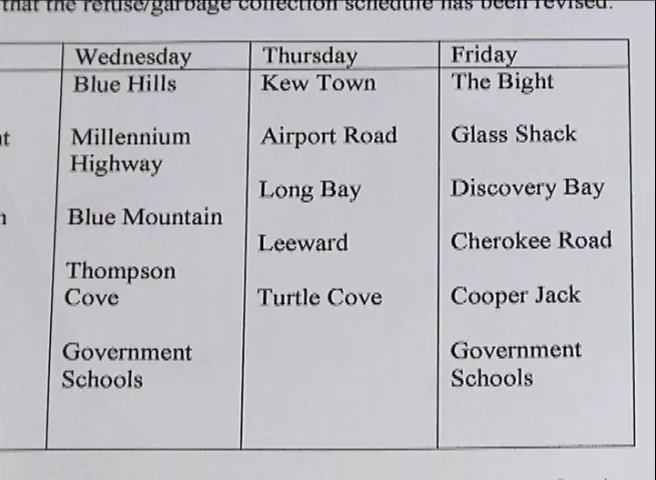 that the refuse/garbage collection schedule has been revised.
Wednesday Thursday Friday
Blue Hills Kew Town The Bight
Millennium Airport Road Glass Shack
Highway
Long Bay Discovery Bay
Blue Mountain
Leeward Cherokee Road
Thompson
Cove Turtle Cove Cooper Jack
Government Government
Schools Schools